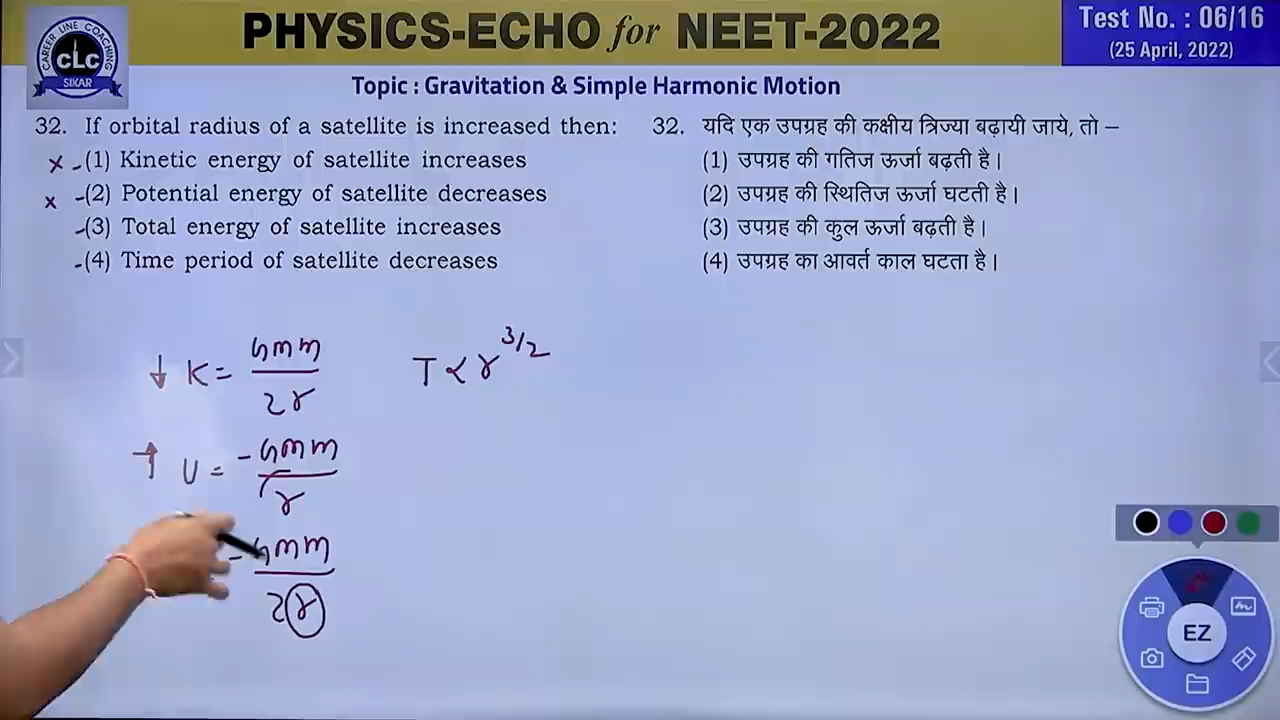 CAREER LINE COACHING
CLC
SIKAR
PHYSICS-ECHO for NEET-2022
Test No. : 06/16
(25 April, 2022)
Topic : Gravitation & Simple Harmonic Motion
32. If orbital radius of a satellite is increased then:
x -(1) Kinetic energy of satellite increases
x -(2) Potential energy of satellite decreases
-(3) Total energy of satellite increases
-(4) Time period of satellite decreases
32. यदि एक उपग्रह की कक्षीय त्रिज्या बढ़ायी जाये, तो –
(1) उपग्रह की गतिज ऊर्जा बढ़ती है।
(2) उपग्रह की स्थितिज ऊर्जा घटती है।
(3) उपग्रह की कुल ऊर्जा बढ़ती है।
(4) उपग्रह का आवर्त काल घटता है।
↓ K = GMm / 2r
T ∝ r^3/2
↑ U = -GMm / r
- GMm / 2r
EZ